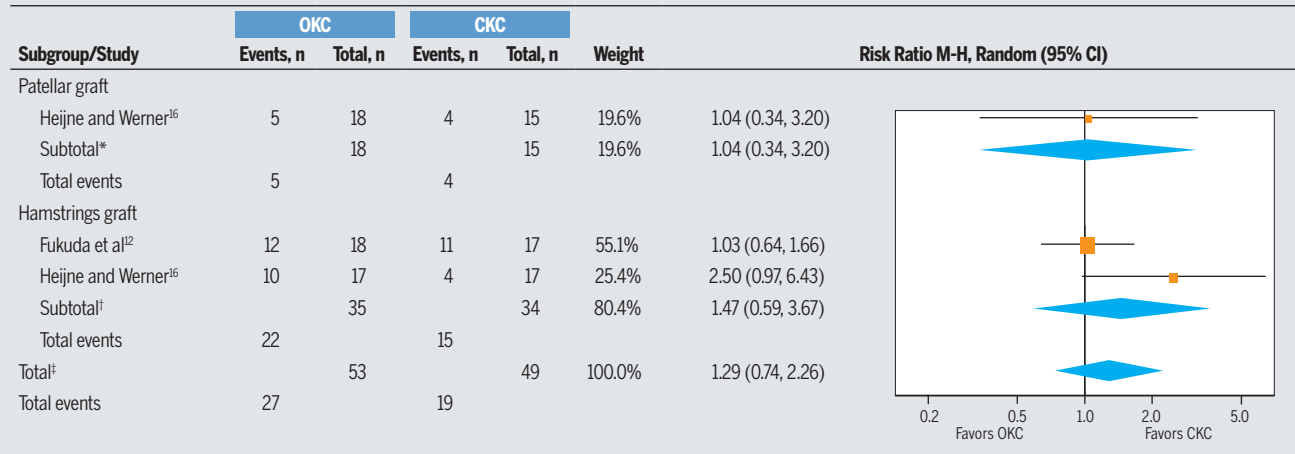 OKC CKC
Subgroup/Study Events, n Total, n Events, n Total, n Weight Risk Ratio M-H, Random (95% CI)
Patellar graft
Heijne and Werner16 5 18 4 15 19.6% 1.04 (0.34, 3.20)
Subtotal* 18 15 19.6% 1.04 (0.34, 3.20)
Total events 5 4
Hamstrings graft
Fukuda et al12 12 18 11 17 55.1% 1.03 (0.64, 1.66)
Heijne and Werner16 10 17 4 17 25.4% 2.50 (0.97, 6.43)
Subtotal† 35 34 80.4% 1.47 (0.59, 3.67)
Total events 22 15
Total‡ 53 49 100.0% 1.29 (0.74, 2.26)
Total events 27 19
0.2 0.5 1.0 2.0 5.0
Favors OKC Favors CKC